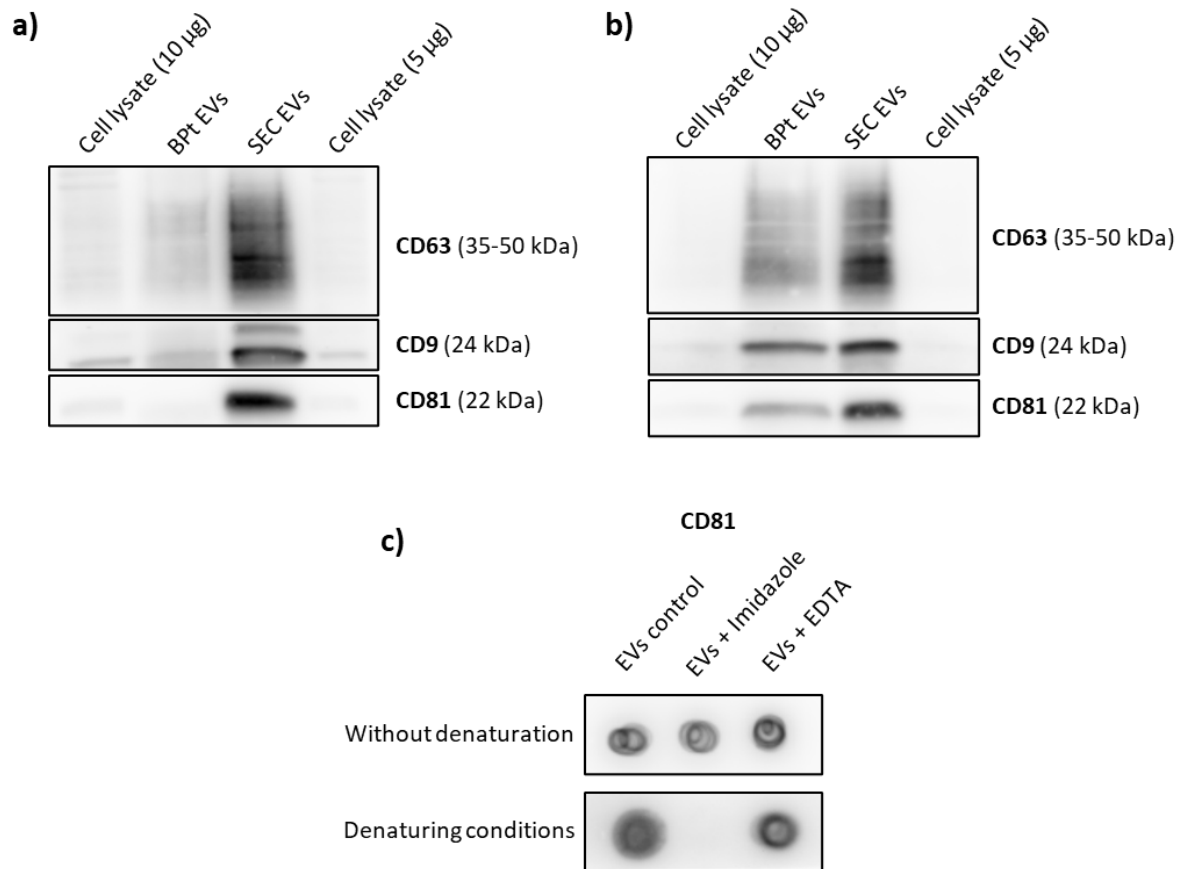 a)
Cell lysate (10 µg)
BPt EVs
SEC EVs
Cell lysate (5 µg)
CD63 (35-50 kDa)
CD9 (24 kDa)
CD81 (22 kDa)
b)
Cell lysate (10 µg)
BPt EVs
SEC EVs
Cell lysate (5 µg)
CD63 (35-50 kDa)
CD9 (24 kDa)
CD81 (22 kDa)
c)
CD81
EVs control
EVs + Imidazole
EVs + EDTA
Without denaturation
Denaturing conditions